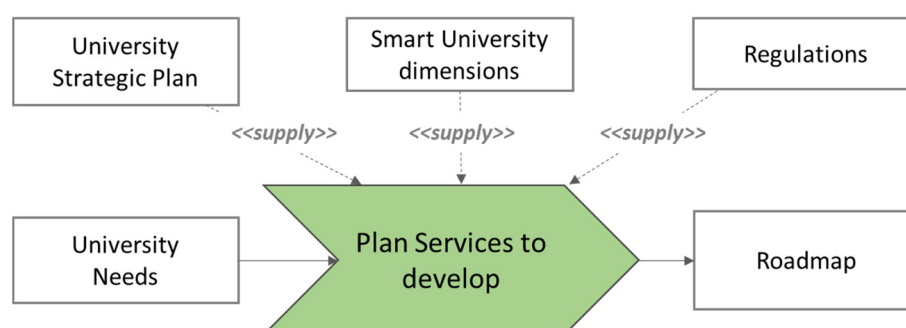 University
Strategic Plan
Smart University
dimensions
Regulations
<<supply>>
<<supply>>
<<supply>>
University
Needs
Plan Services to
develop
Roadmap